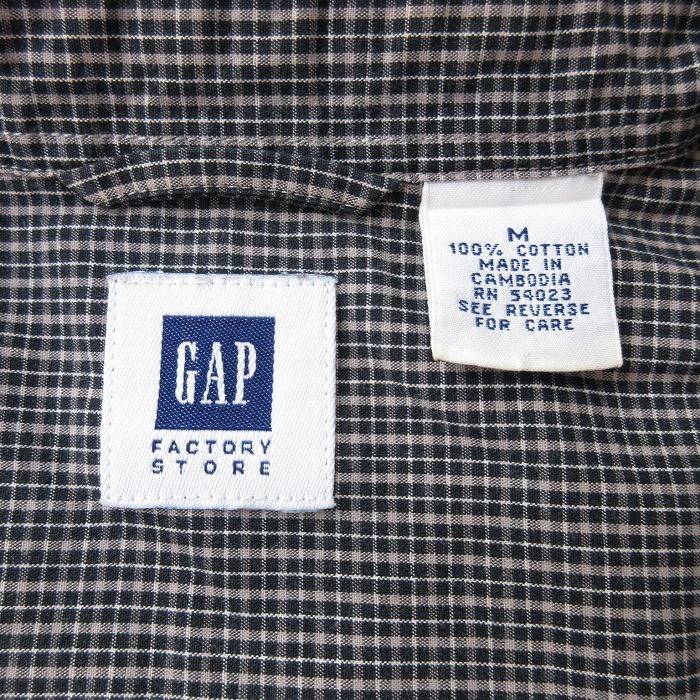 GAP
FACTORY
STORE
M
100% COTTON
MADE IN
CAMBODIA
RN 54023
SEE REVERSE
FOR CARE